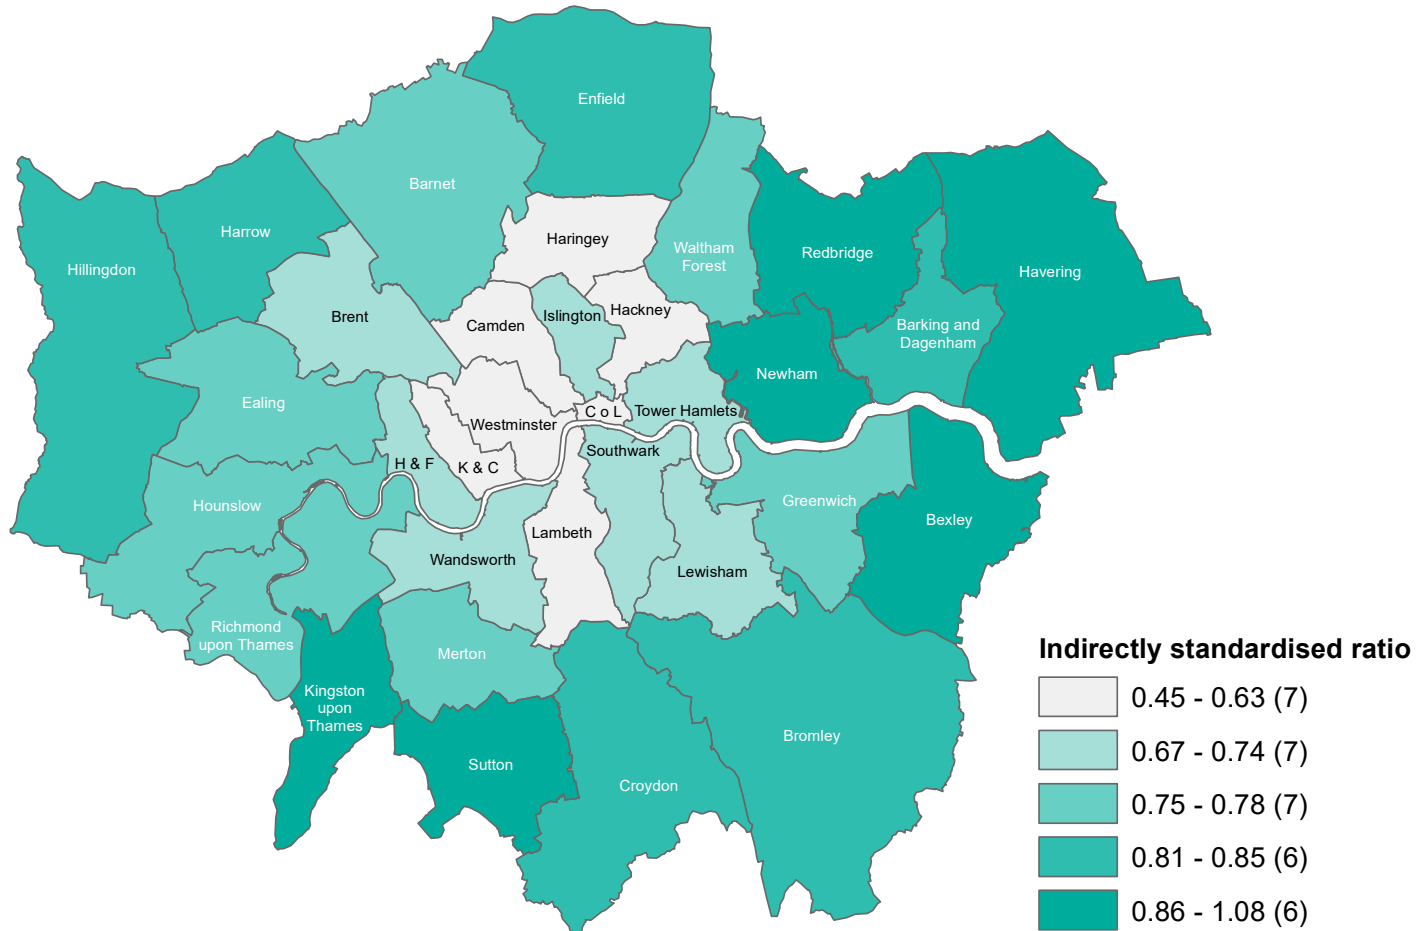 Enfield
Barnet
Harrow
Haringey
Waltham
Forest
Redbridge
Hillingdon
Havering
Brent
Camden
Islington
Hackney
Barking and
Dagenham
Newham
Ealing
Westminster
C o L
Tower Hamlets
H & F
K & C
Southwark
Hounslow
Greenwich
Bexley
Wandsworth
Lambeth
Lewisham
Richmond
upon Thames
Merton
Kingston
upon
Thames
Sutton
Croydon
Bromley
Indirectly standardised ratio
0.45 - 0.63 (7)
0.67 - 0.74 (7)
0.75 - 0.78 (7)
0.81 - 0.85 (6)
0.86 - 1.08 (6)